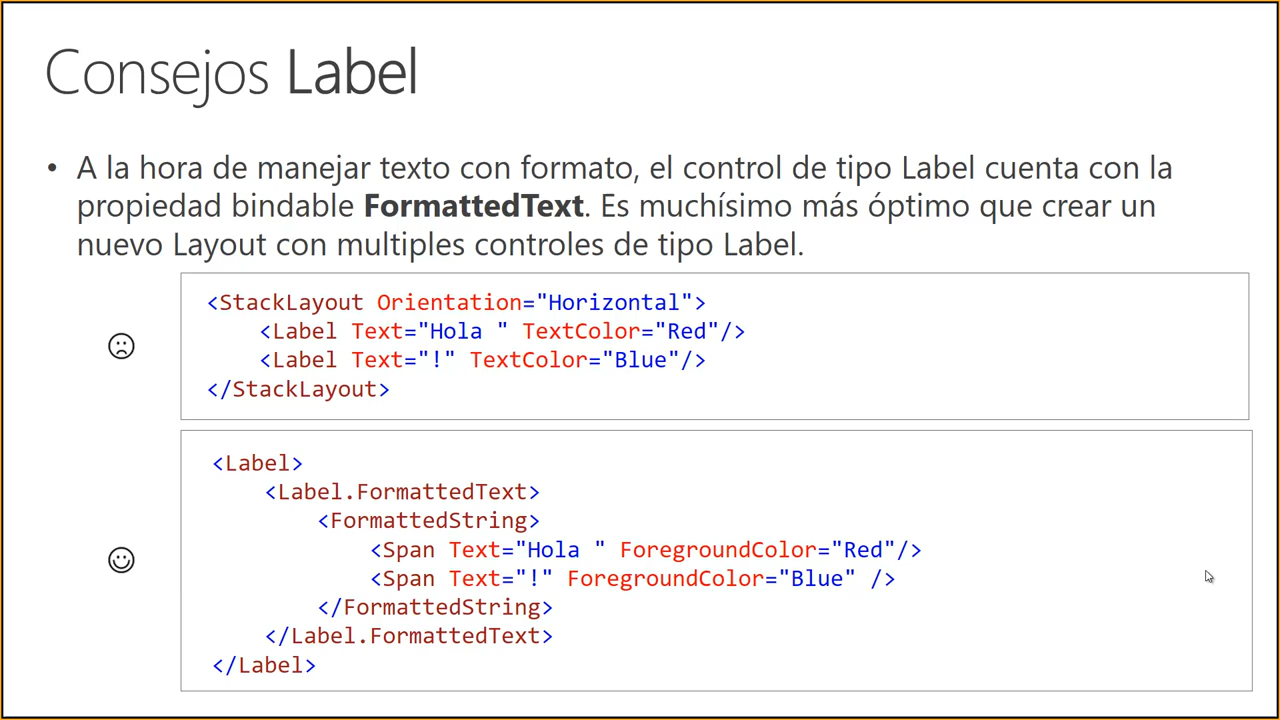 Consejos Label
• A la hora de manejar texto con formato, el control de tipo Label cuenta con la
propiedad bindable FormattedText. Es muchísimo más óptimo que crear un
nuevo Layout con multiples controles de tipo Label.
<StackLayout Orientation="Horizontal">
    <Label Text="Hola " TextColor="Red"/>
    <Label Text="!" TextColor="Blue"/>
</StackLayout>
<Label>
    <Label.FormattedText>
        <FormattedString>
            <Span Text="Hola " ForegroundColor="Red"/>
            <Span Text="!" ForegroundColor="Blue" />
        </FormattedString>
    </Label.FormattedText>
</Label>